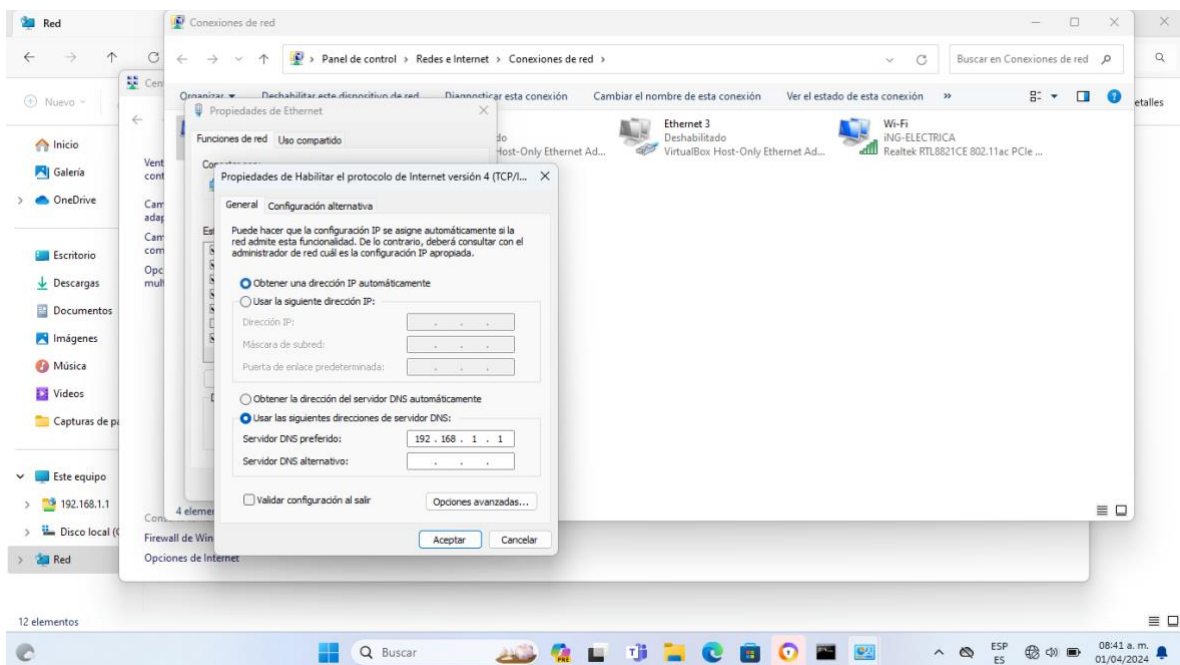 Red
Conexiones de red
Panel de control > Redes e Internet > Conexiones de red >
Buscar en Conexiones de red
Nuevo
Organizar
Deshabilitar este dispositivo de red
Diagnosticar esta conexión
Cambiar el nombre de esta conexión
Ver el estado de esta conexión
»
etalles
Propiedades de Ethernet
Funciones de red
Uso compartido
Host-Only Ethernet Ad...
Ethernet 3
Deshabilitado
VirtualBox Host-Only Ethernet Ad...
Wi-Fi
iNG-ELECTRICA
Realtek RTL8821CE 802.11ac PCIe ...
Inicio
Galería
OneDrive
Escritorio
Descargas
Documentos
Imágenes
Música
Videos
Capturas de pa
Este equipo
192.168.1.1
Disco local (
Red
Propiedades de Habilitar el protocolo de Internet versión 4 (TCP/I...
General
Configuración alternativa
Puede hacer que la configuración IP se asigne automáticamente si la
red admite esta funcionalidad. De lo contrario, deberá consultar con el
administrador de red cuál es la configuración IP apropiada.
Obtener una dirección IP automáticamente
Usar la siguiente dirección IP:
Dirección IP:
Máscara de subred:
Puerta de enlace predeterminada:
Obtener la dirección del servidor DNS automáticamente
Usar las siguientes direcciones de servidor DNS:
Servidor DNS preferido:
192 . 168 . 1 . 1
Servidor DNS alternativo:
Validar configuración al salir
Opciones avanzadas...
Aceptar
Cancelar
4 eleme
Firewall de Win
Opciones de Internet
12 elementos
Buscar
ESP
ES
08:41 a. m.
01/04/2024